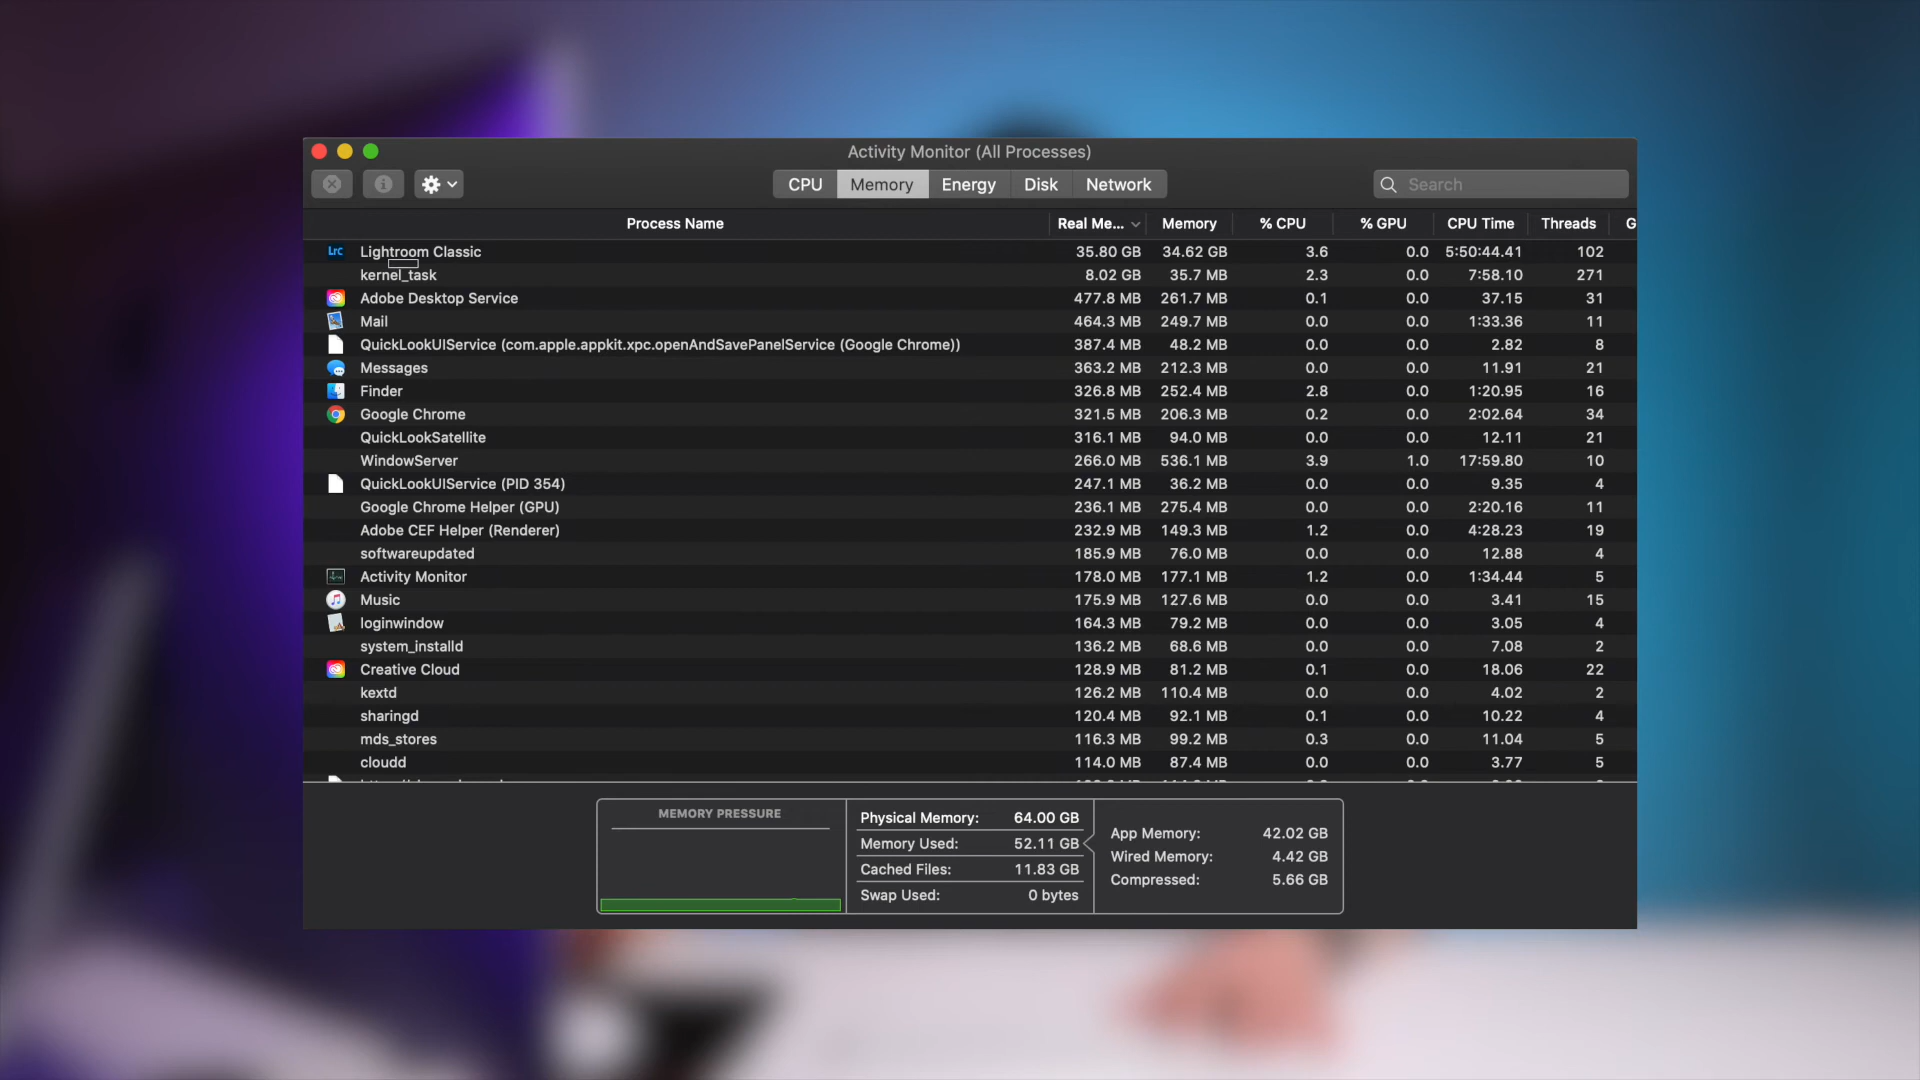 Activity Monitor (All Processes)
CPU Memory Energy Disk Network Search
Process Name Real Me... Memory % CPU % GPU CPU Time Threads G
Lrc Lightroom Classic 35.80 GB 34.62 GB 3.6 0.0 5:50:44.41 102
kernel_task 8.02 GB 35.7 MB 2.3 0.0 7:58.10 271
Adobe Desktop Service 477.8 MB 261.7 MB 0.1 0.0 37.15 31
Mail 464.3 MB 249.7 MB 0.0 0.0 1:33.36 11
QuickLookUIService (com.apple.appkit.xpc.openAndSavePanelService (Google Chrome)) 387.4 MB 48.2 MB 0.0 0.0 2.82 8
Messages 363.2 MB 212.3 MB 0.0 0.0 11.91 21
Finder 326.8 MB 252.4 MB 2.8 0.0 1:20.95 16
Google Chrome 321.5 MB 206.3 MB 0.2 0.0 2:02.64 34
QuickLookSatellite 316.1 MB 94.0 MB 0.0 0.0 12.11 21
WindowServer 266.0 MB 536.1 MB 3.9 1.0 17:59.80 10
QuickLookUIService (PID 354) 247.1 MB 36.2 MB 0.0 0.0 9.35 4
Google Chrome Helper (GPU) 236.1 MB 275.4 MB 0.0 0.0 2:20.16 11
Adobe CEF Helper (Renderer) 232.9 MB 149.3 MB 1.2 0.0 4:28.23 19
softwareupdated 185.9 MB 76.0 MB 0.0 0.0 12.88 4
Activity Monitor 178.0 MB 177.1 MB 1.2 0.0 1:34.44 5
Music 175.9 MB 127.6 MB 0.0 0.0 3.41 15
loginwindow 164.3 MB 79.2 MB 0.0 0.0 3.05 4
system_installd 136.2 MB 68.6 MB 0.0 0.0 7.08 2
Creative Cloud 128.9 MB 81.2 MB 0.1 0.0 18.06 22
kextd 126.2 MB 110.4 MB 0.0 0.0 4.02 2
sharingd 120.4 MB 92.1 MB 0.1 0.0 10.22 4
mds_stores 116.3 MB 99.2 MB 0.3 0.0 11.04 5
cloudd 114.0 MB 87.4 MB 0.0 0.0 3.77 5
MEMORY PRESSURE
Physical Memory: 64.00 GB
Memory Used: 52.11 GB
Cached Files: 11.83 GB
Swap Used: 0 bytes
App Memory: 42.02 GB
Wired Memory: 4.42 GB
Compressed: 5.66 GB